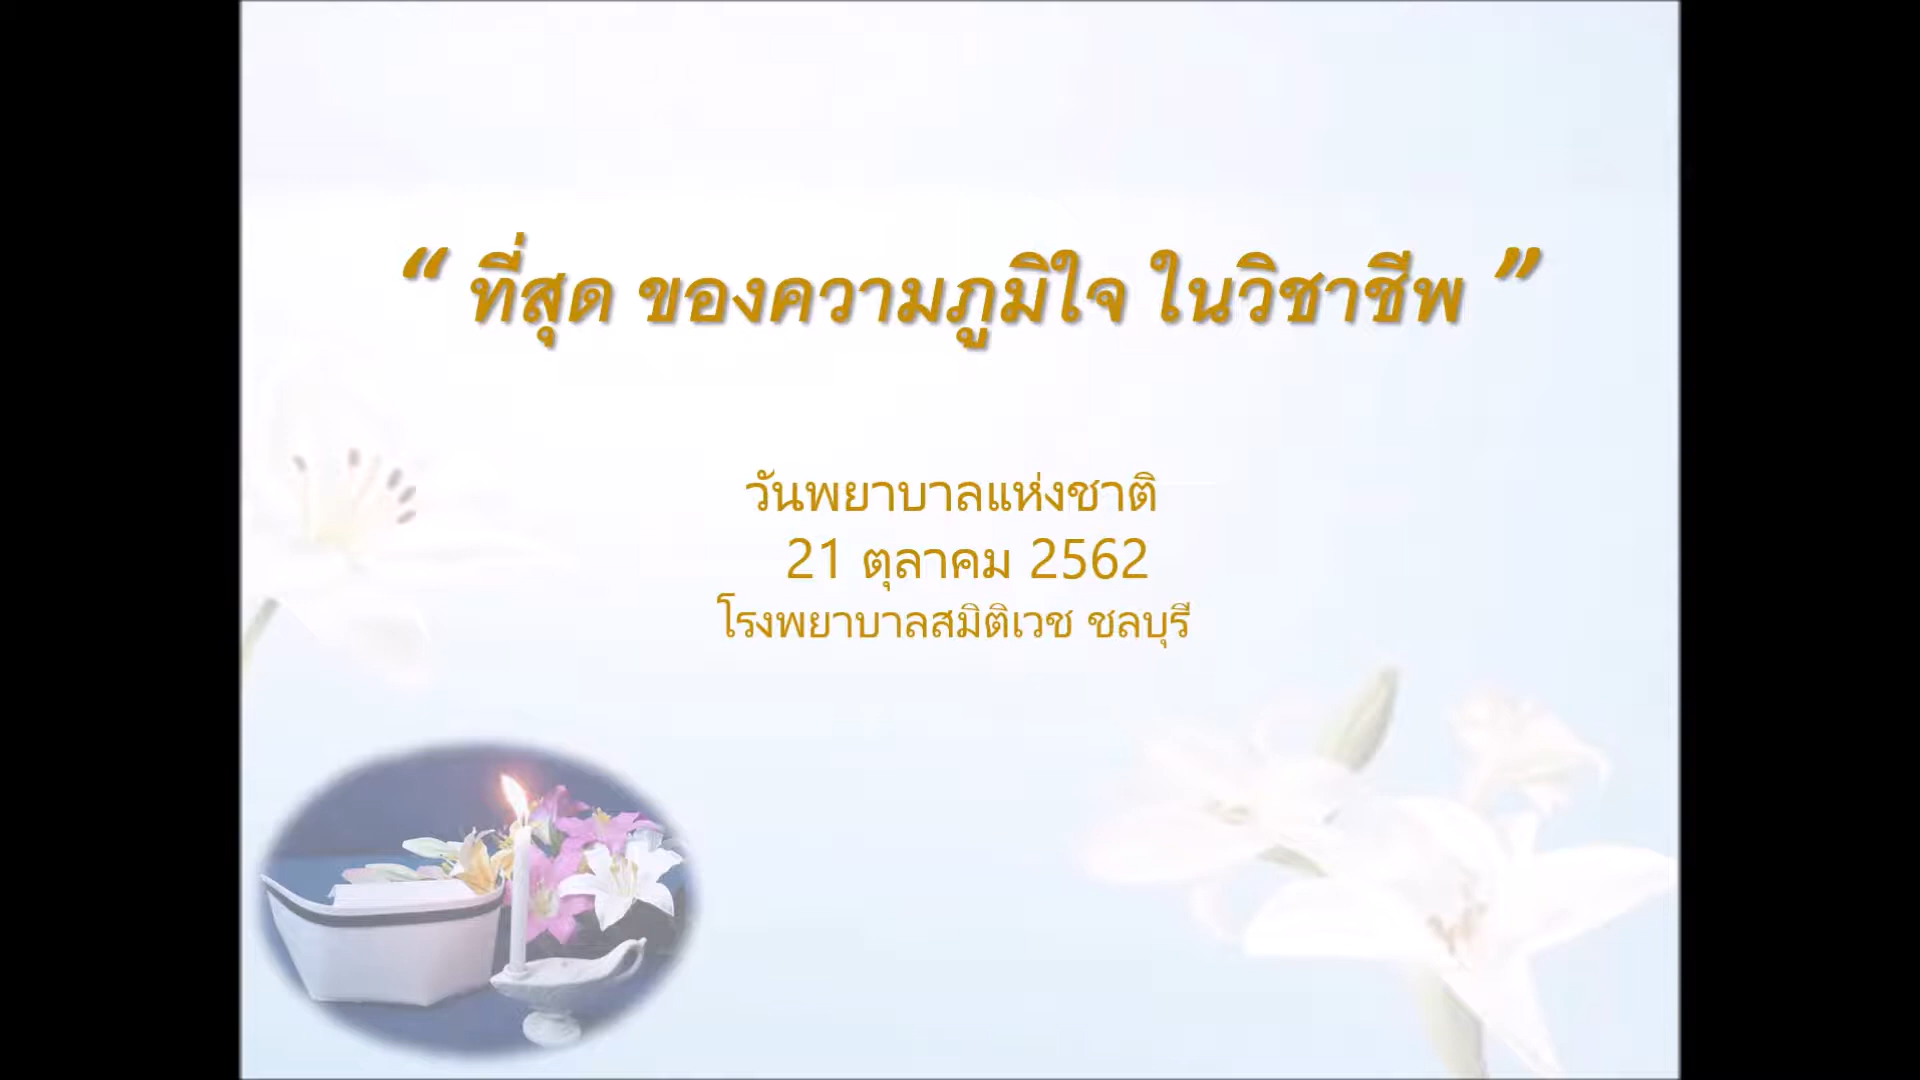 “ ที่สุด ของความภูมิใจ ในวิชาชีพ ”
วันพยาบาลแห่งชาติ
21 ตุลาคม 2562
โรงพยาบาลสมิติเวช ชลบุรี